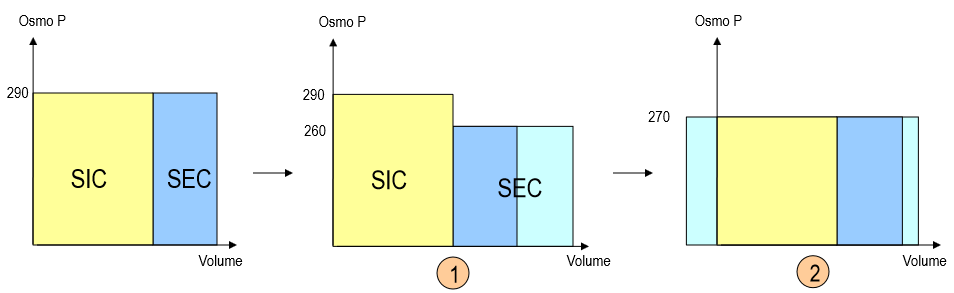 Osmo P
290
SIC
SEC
Volume
Osmo P
290
260
SIC
SEC
Volume
1
Osmo P
270
Volume
2